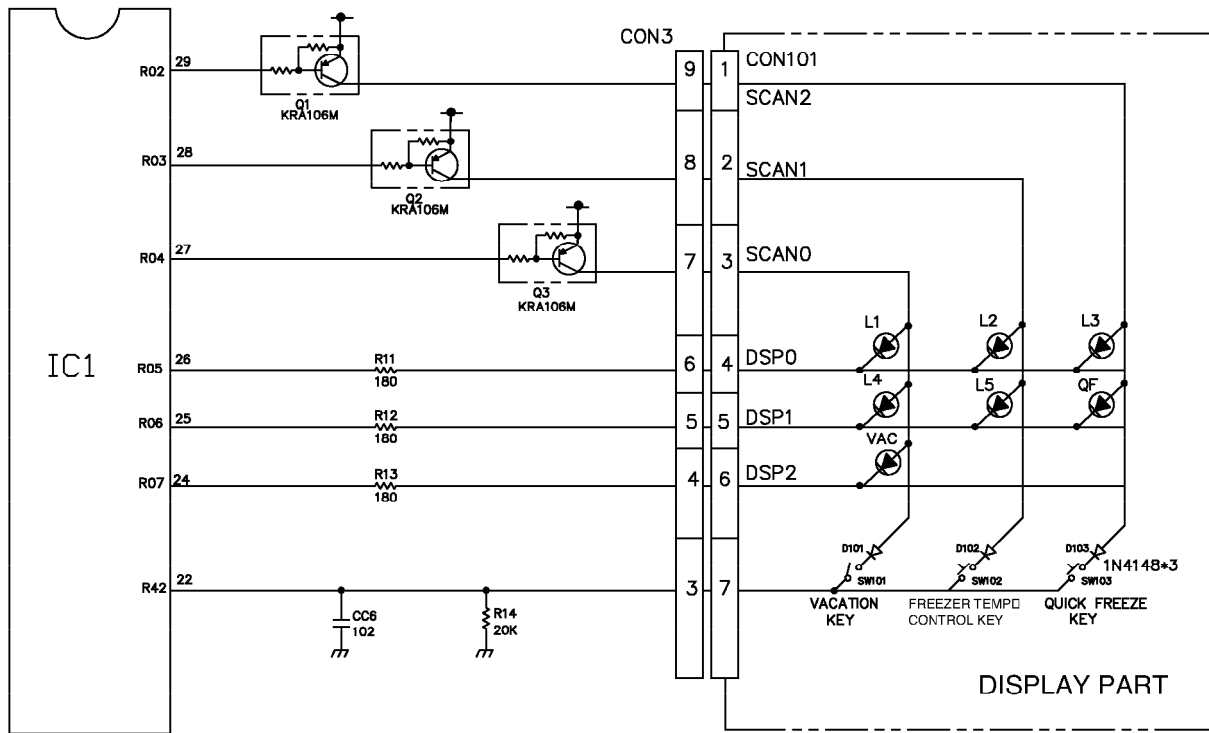 CON3
CON101
SCAN2
9
1
R02
29
Q1
KRA106M
R03
28
8
2
SCAN1
Q2
KRA106M
R04
27
7
3
SCAN0
Q3
KRA106M
IC1
L1
L2
L3
R05
26
R11
180
6
4
DSP0
L4
L5
QF
R06
25
R12
180
5
5
DSP1
VAC
R07
24
R13
180
4
6
DSP2
D101
D102
D103
1N4148*3
SW101
SW102
SW103
R42
22
3
7
CC6
102
R14
20K
VACATION
KEY
FREEZER TEMP□
CONTROL KEY
QUICK FREEZE
KEY
DISPLAY PART